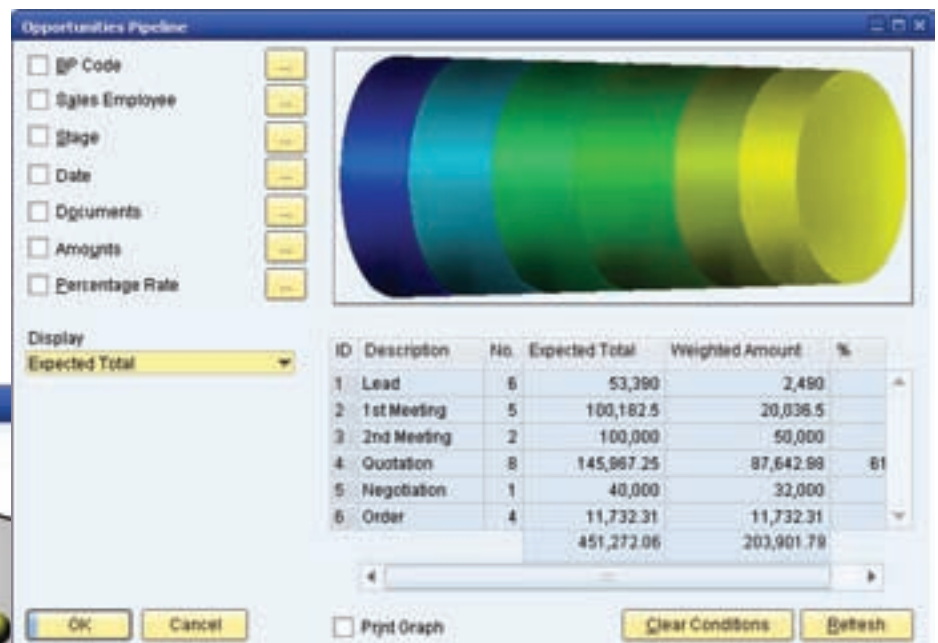 Opportunities Pipeline
BP Code ...
Sales Employee ...
Stage ...
Date ...
Documents ...
Amounts ...
Percentage Rate ...
Display
Expected Total
ID Description No. Expected Total Weighted Amount %
1 Lead 6 53,390 2,490
2 1st Meeting 5 100,182.5 20,036.5
3 2nd Meeting 2 100,000 50,000
4 Quotation 8 145,967.25 87,642.98 61
5 Negotiation 1 40,000 32,000
6 Order 4 11,732.31 11,732.31
451,272.06 203,901.79
OK Cancel Print Graph Clear Conditions Refresh